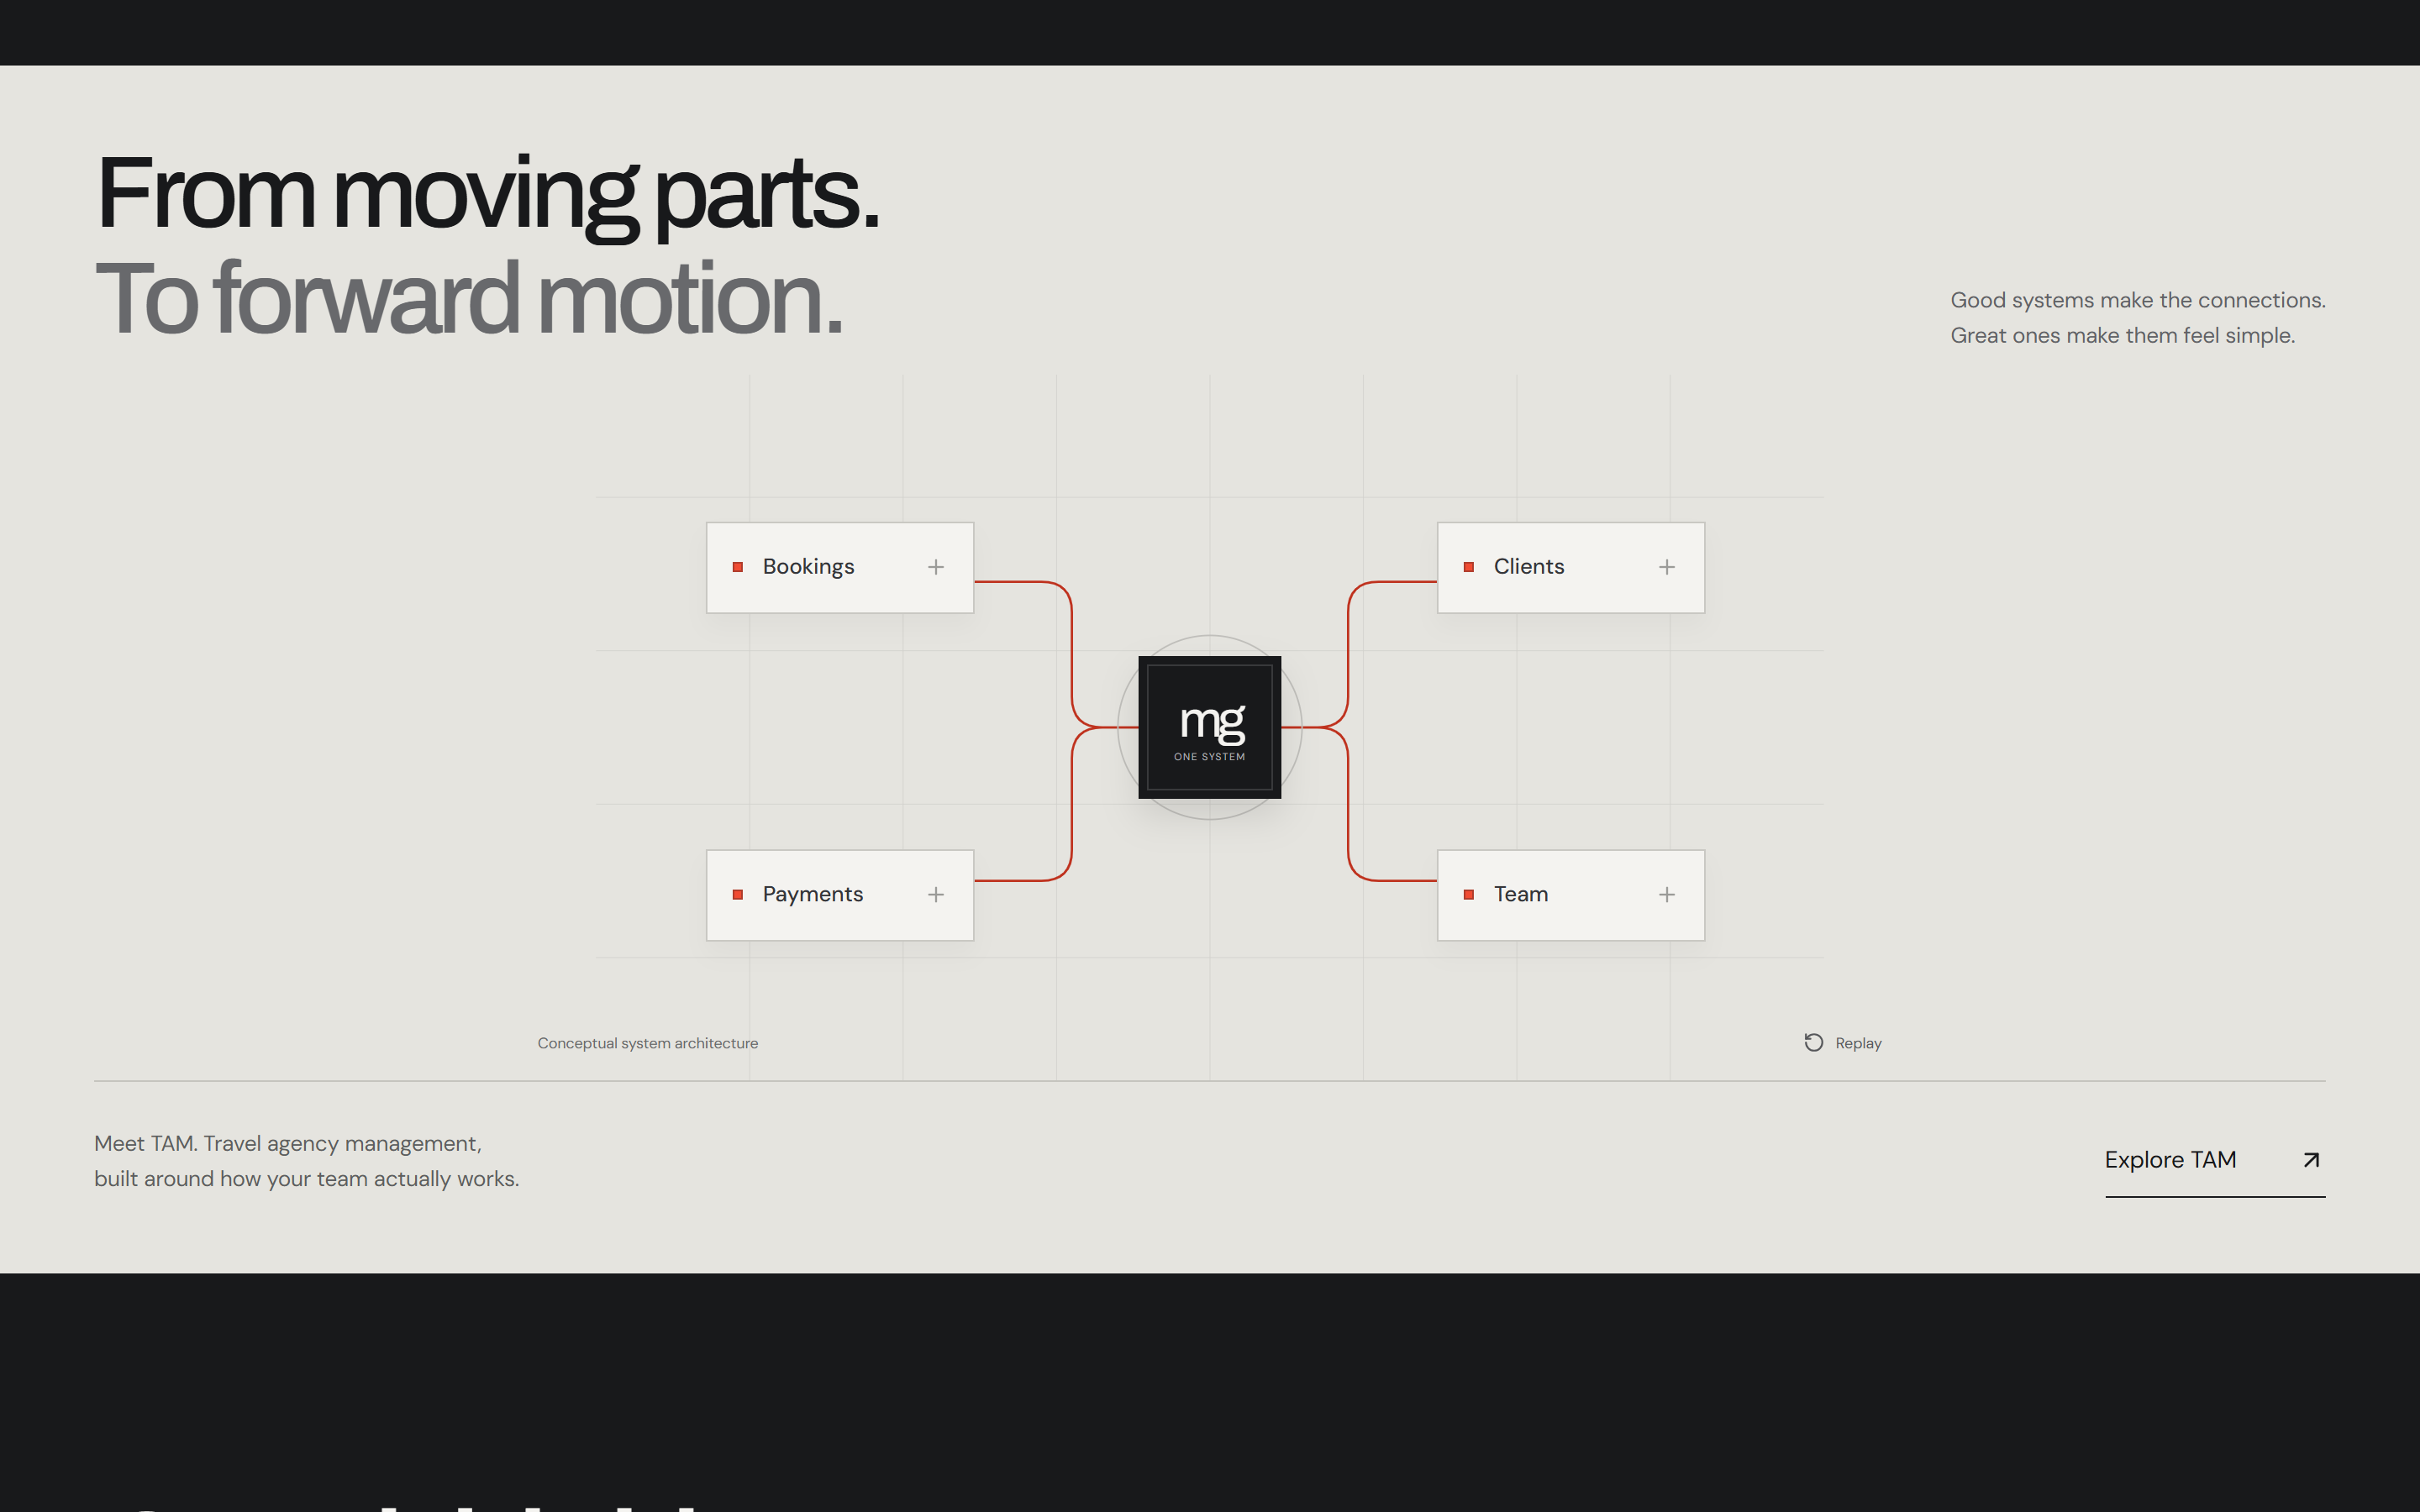 From moving parts.
To forward motion.
Good systems make the connections.
Great ones make them feel simple.
Bookings
Clients
mg
ONE SYSTEM
Payments
Team
Conceptual system architecture
Replay
Meet TAM. Travel agency management,
built around how your team actually works.
Explore TAM